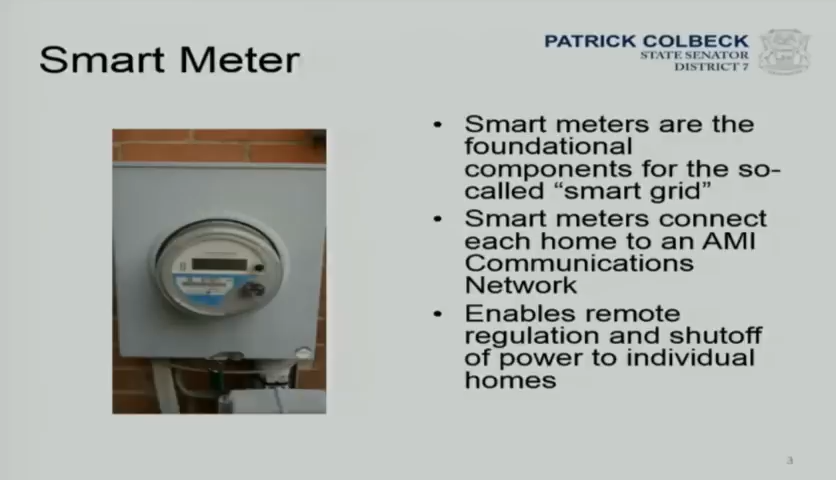 Smart Meter
PATRICK COLBECK
STATE SENATOR
DISTRICT 7
• Smart meters are the
foundational
components for the so-
called “smart grid”
• Smart meters connect
each home to an AMI
Communications
Network
• Enables remote
regulation and shutoff
of power to individual
homes
3